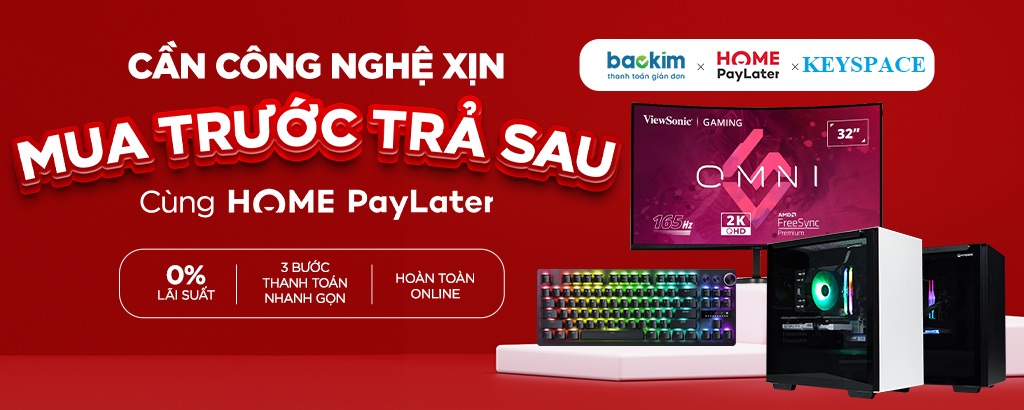 CẦN CÔNG NGHỆ XỊN
MUA TRƯỚC TRẢ SAU
Cùng HOME PayLater
0%
LÃI SUẤT
3 BƯỚC
THANH TOÁN
NHANH GỌN
HOÀN TOÀN
ONLINE
baokim
thanh toán giản đơn
×
HOME
PayLater
×
KEYSPACE
ViewSonic | GAMING
32"
OMNI
165Hz
2K
QHD
AMD
FreeSync
Premium